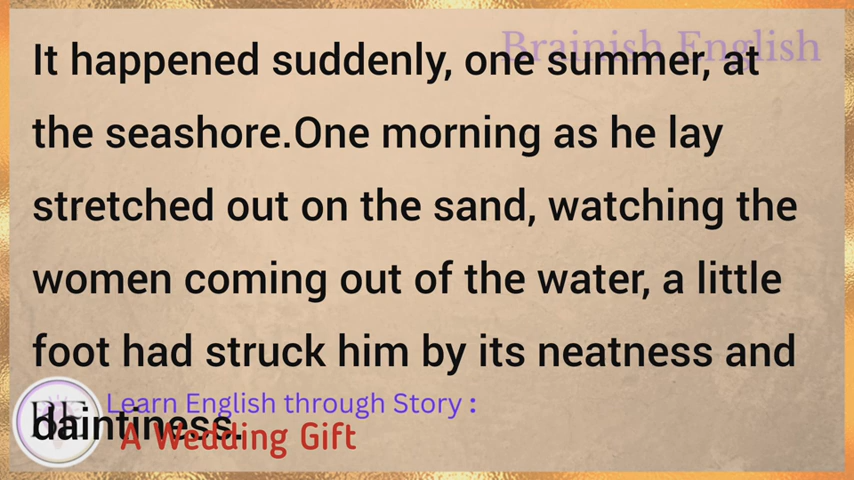 Brainish English
It happened suddenly, one summer, at
the seashore.One morning as he lay
stretched out on the sand, watching the
women coming out of the water, a little
foot had struck him by its neatness and
daintiness.
BE
Learn English through Story :
A Wedding Gift